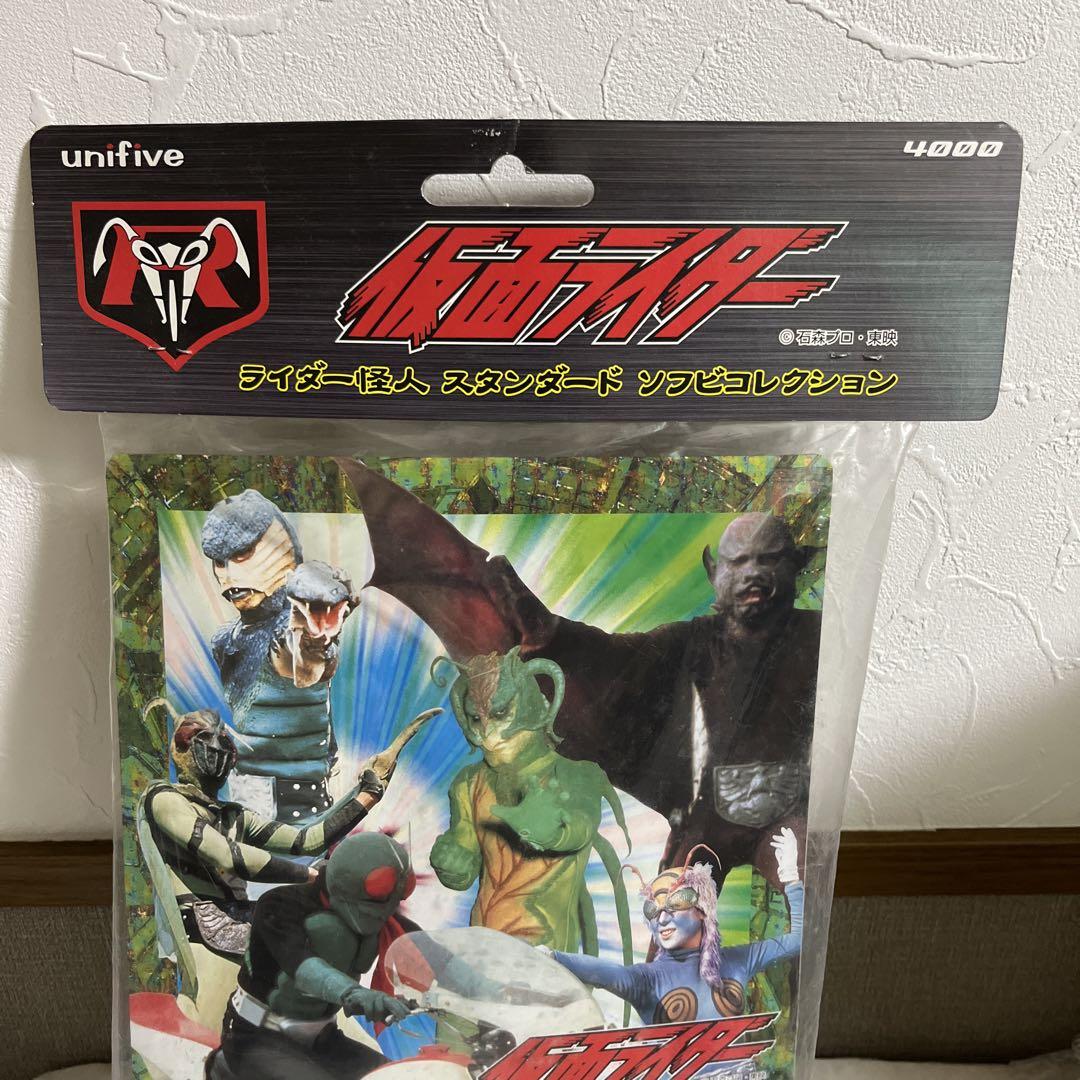 unifive
4000
仮面ライダー
©石森プロ・東映
ライダー怪人 スタンダード ソフビコレクション
仮面ライダー